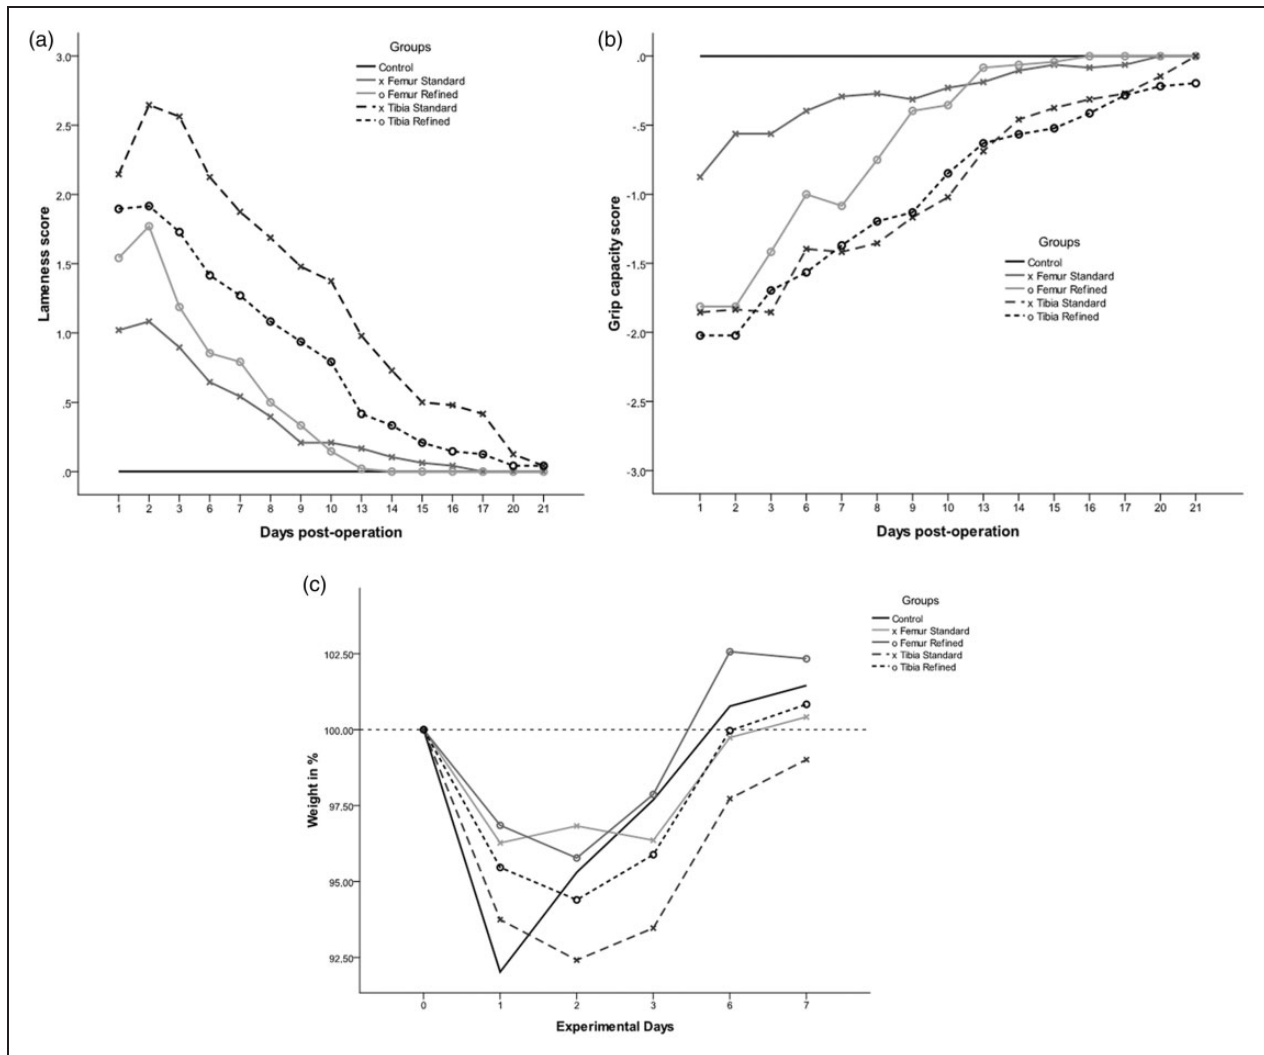 (a)
Groups
Control
x Femur Standard
o Femur Refined
x Tibia Standard
o Tibia Refined
3.0
2.5
2.0
1.5
1.0
.5
.0
Lameness score
1 2 3 6 7 8 9 10 13 14 15 16 17 20 21
Days post-operation
(b)
.0
-.5
-1.0
-1.5
-2.0
-2.5
-3.0
Grip capacity score
Groups
Control
x Femur Standard
o Femur Refined
x Tibia Standard
o Tibia Refined
1 2 3 6 7 8 9 10 13 14 15 16 17 20 21
Days post-operation
(c)
Groups
Control
x Femur Standard
o Femur Refined
x Tibia Standard
o Tibia Refined
102.50
100.00
97.50
95.00
92.50
Weight in %
0 1 2 3 6 7
Experimental Days